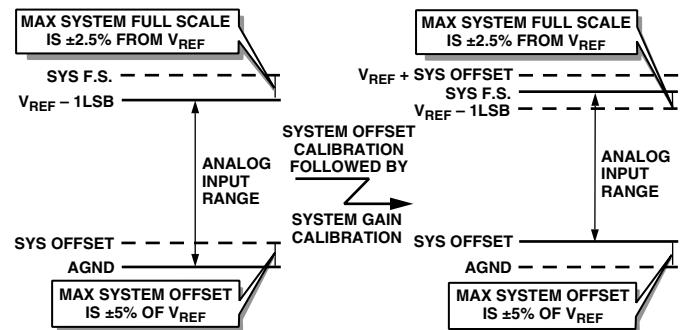 MAX SYSTEM FULL SCALE
IS ±2.5% FROM VREF
SYS F.S.
VREF – 1LSB
ANALOG
INPUT
RANGE
SYS OFFSET
AGND
MAX SYSTEM OFFSET
IS ±5% OF VREF
SYSTEM OFFSET
CALIBRATION
FOLLOWED BY
SYSTEM GAIN
CALIBRATION
MAX SYSTEM FULL SCALE
IS ±2.5% FROM VREF
VREF + SYS OFFSET
SYS F.S.
VREF – 1LSB
ANALOG
INPUT
RANGE
SYS OFFSET
AGND
MAX SYSTEM OFFSET
IS ±5% OF VREF